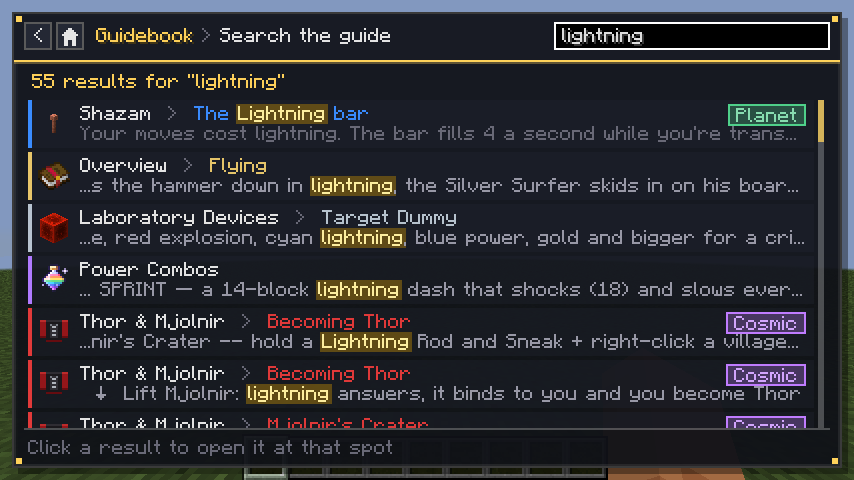 Guidebook > Search the guide
lightning
55 results for "lightning"
Shazam > The Lightning bar
Planet
Your moves cost lightning. The bar fills 4 a second while you're trans...
Overview > Flying
...s the hammer down in lightning, the Silver Surfer skids in on his boar...
Laboratory Devices > Target Dummy
...e, red explosion, cyan lightning, blue power, gold and bigger for a cri...
Power Combos
... SPRINT — a 14-block lightning dash that shocks (18) and slows ever...
Thor & Mjolnir > Becoming Thor
Cosmic
...nir's Crater -- hold a Lightning Rod and Sneak + right-click a village...
Thor & Mjolnir > Becoming Thor
Cosmic
↓ Lift Mjolnir: lightning answers, it binds to you and you become Thor
Thor & Mjolnir > Mjolnir's Crater
Cosmic
Click a result to open it at that spot